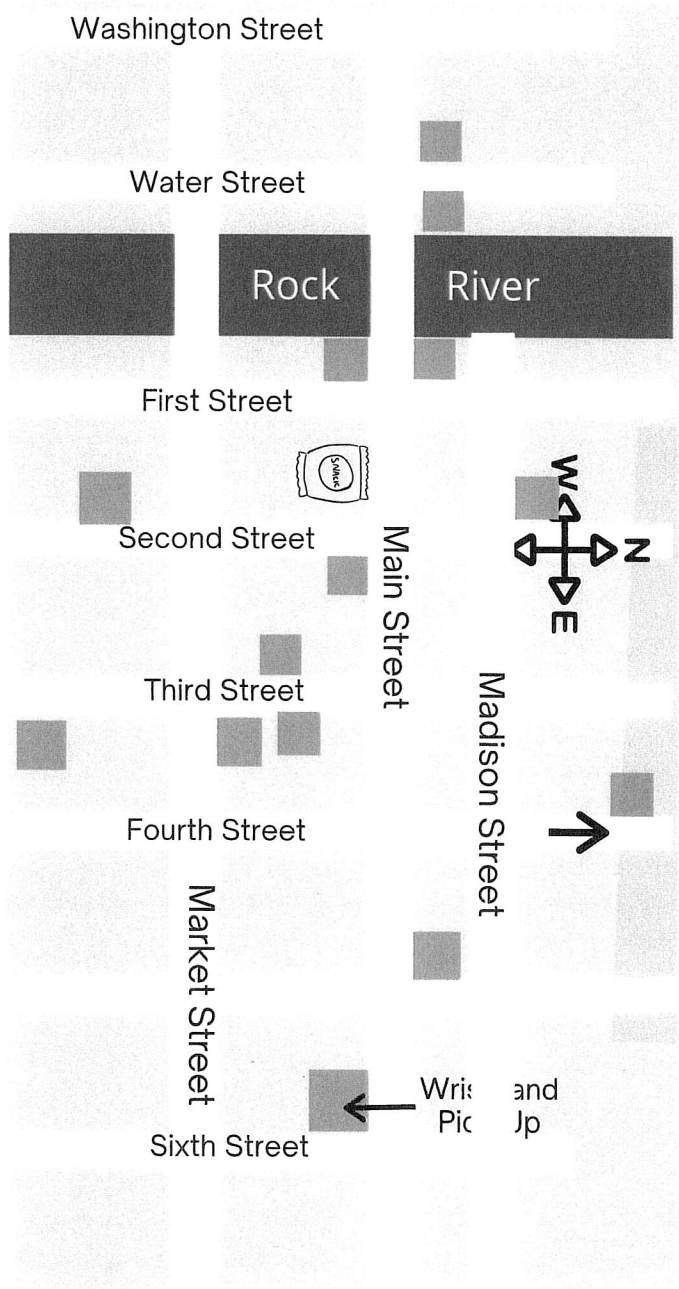 Washington Street
Water Street
Rock River
First Street
SNACK
W
Second Street
N
E
Main Street
Third Street
Madison Street
Fourth Street
Market Street
Sixth Street